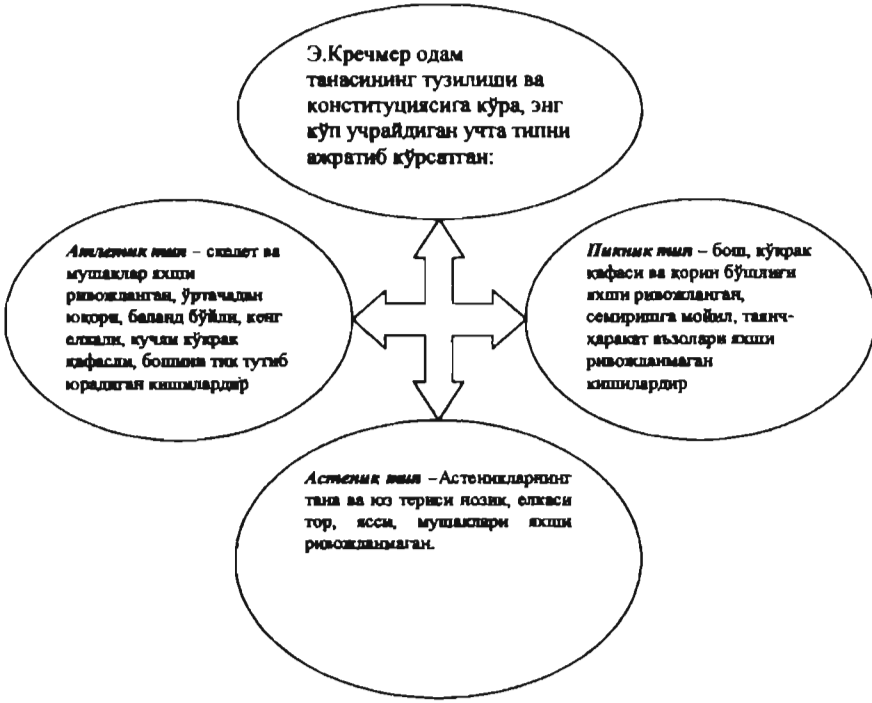 Э.Кречмер одам
танасининг тузилиши ва
конституциясига кўра, энг
кўп учрайдиган учта типни
ажратиб кўрсатган:
Атлетик тип – скелет ва
мушаклар яхши
ривожланган, ўртачадан
юқори, баланд бўйли, кенг
елкали, кучли кўкрак
қафасли, бошини тик тутиб
юрадиган кишилардир
Пикник тип – бош, кўкрак
қафаси ва қорин бўшлиғи
яхши ривожланган,
семиришга мойил, таянч-
ҳаракат аъзолари яхши
ривожланмаган
кишилардир
Астеник тип –Астеникларнинг
тана ва юз териси нозик, елкаси
тор, ясси, мушаклари яхши
ривожланмаган.